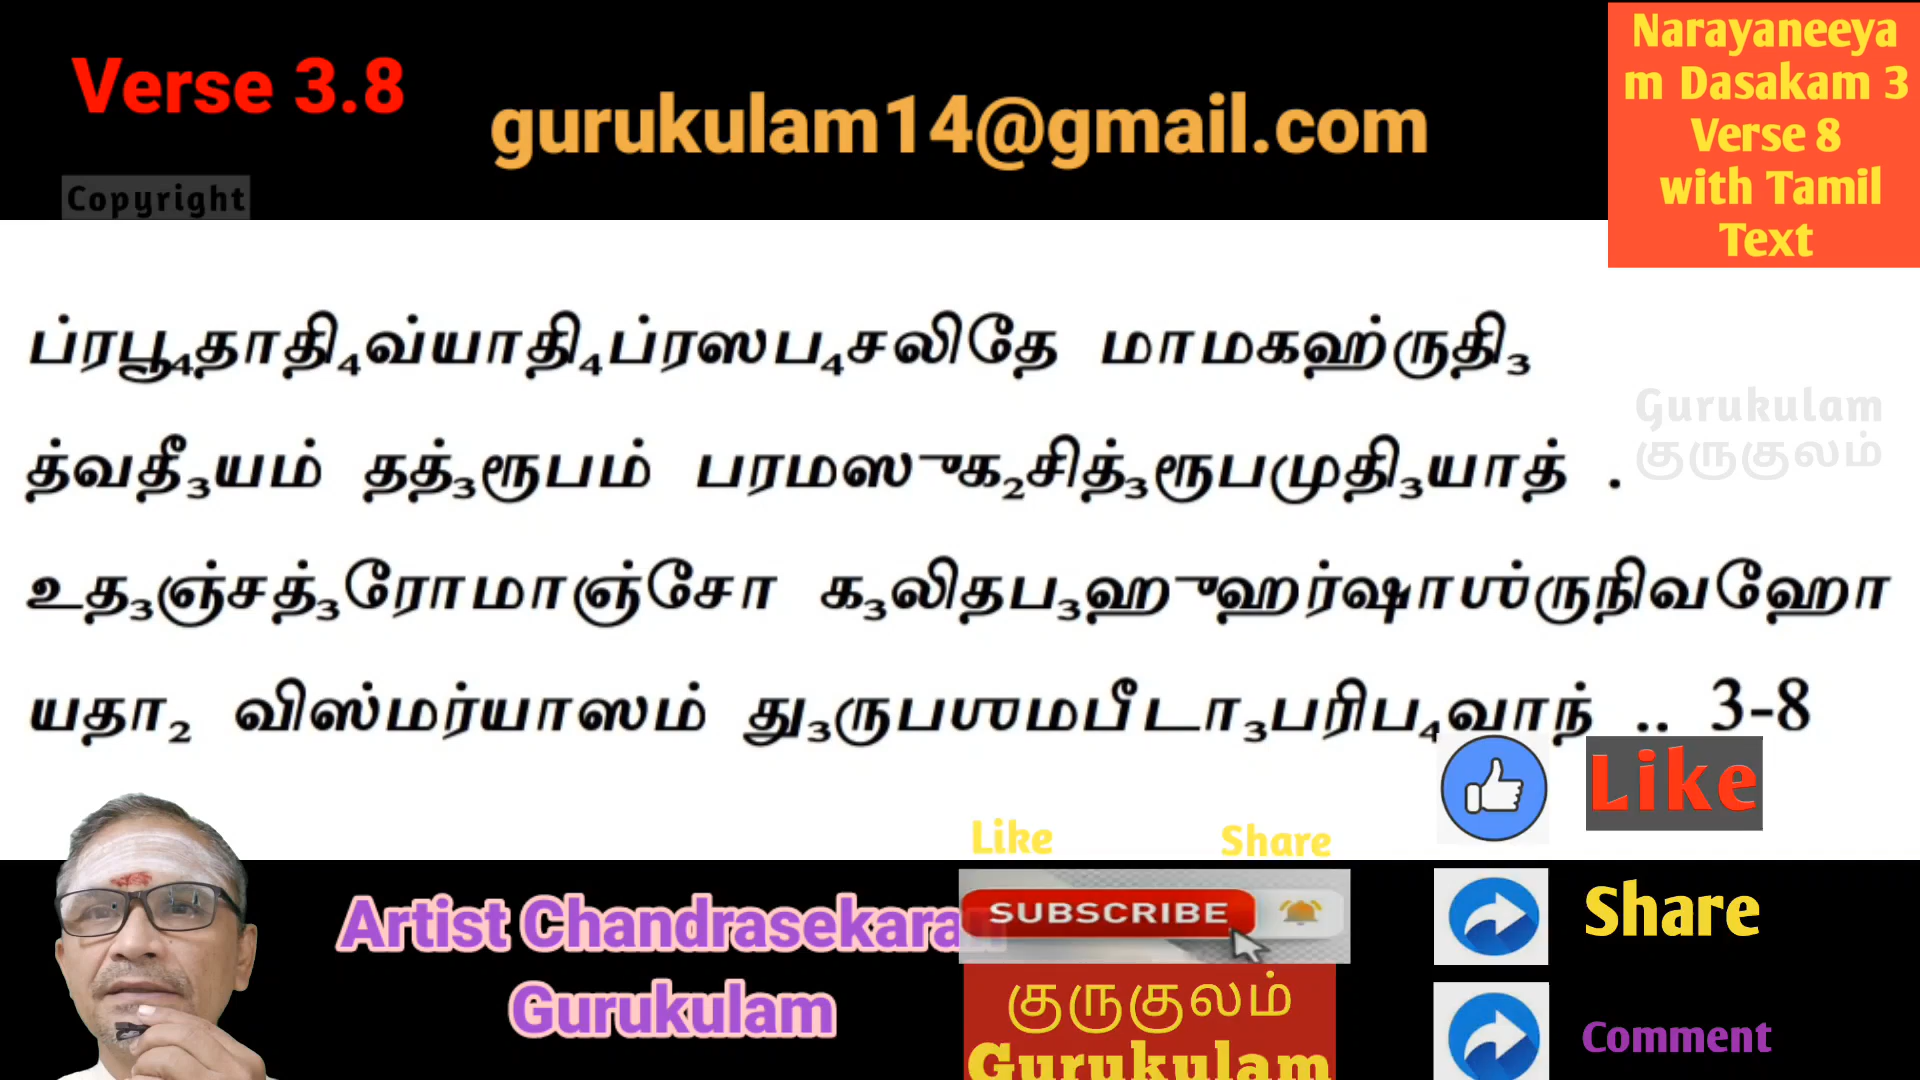 Verse 3.8
gurukulam14@gmail.com
Narayaneeya
m Dasakam 3
Verse 8
with Tamil
Text
Copyright
ப்ரபூ₄தாதி₄வ்யாதி₄ப்ரஸப₄சலிதே மாமகஹ்ருதி₃
த்வதீ₃யம் தத்₃ரூபம் பரமஸுக₂சித்₃ரூபமுதி₃யாத் .
உத₃ஞ்சத்₃ரோமாஞ்சோ க₃லிதப₃ஹுஹர்ஷாஶ்ருநிவஹோ
யதா₂ விஸ்மர்யாஸம் து₃ருபஶமபீடா₃பரிப₄வாந் .. 3-8
Gurukulam
குருகுலம்
Like
Like
Share
Artist Chandrasekaran
Gurukulam
SUBSCRIBE
குருகுலம்
Gurukulam
Share
Comment